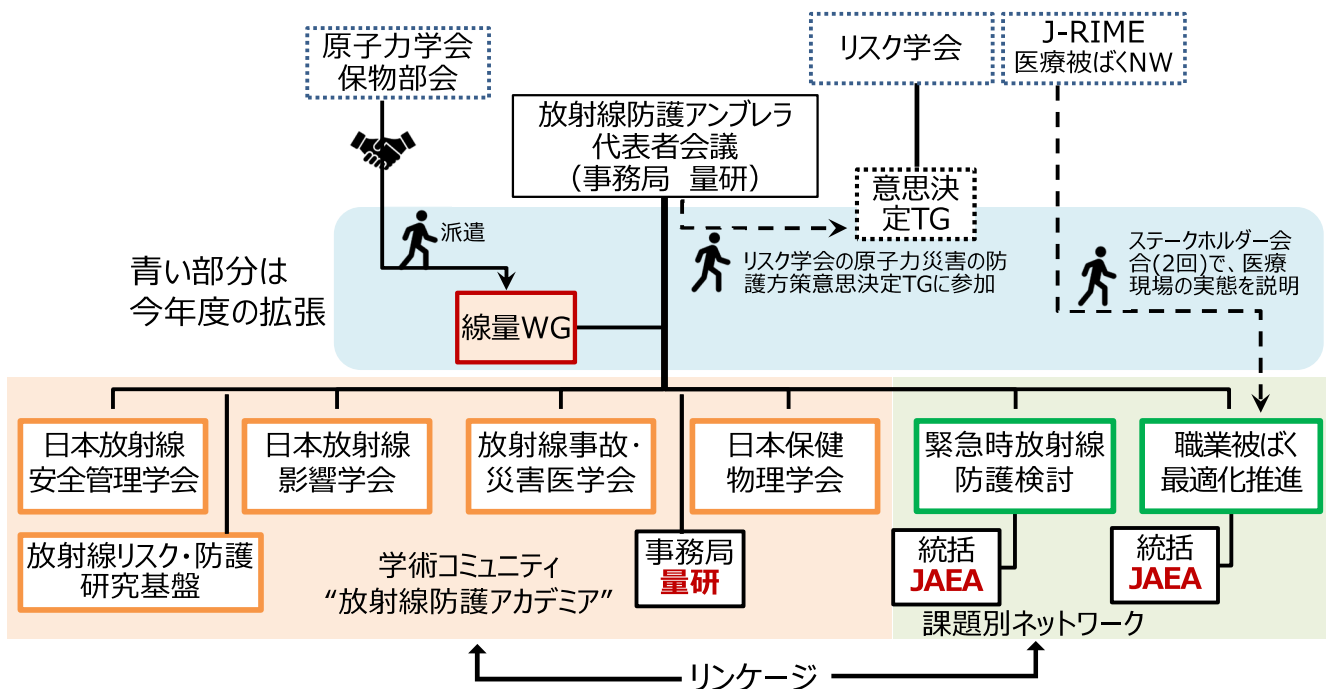 原子力学会
保物部会
リスク学会
J-RIME
医療被ばくNW
放射線防護アンブレラ
代表者会議
（事務局　量研）
意思決
定TG
派遣
リスク学会の原子力災害の防
護方策意思決定TGに参加
ステークホルダー会
合(2回)で、医療
現場の実態を説明
青い部分は
今年度の拡張
線量WG
日本放射線
安全管理学会
日本放射線
影響学会
放射線事故・
災害医学会
日本保健
物理学会
緊急時放射線
防護検討
職業被ばく
最適化推進
放射線リスク・防護
研究基盤
学術コミュニティ
“放射線防護アカデミア”
事務局
量研
統括
JAEA
統括
JAEA
課題別ネットワーク
リンケージ